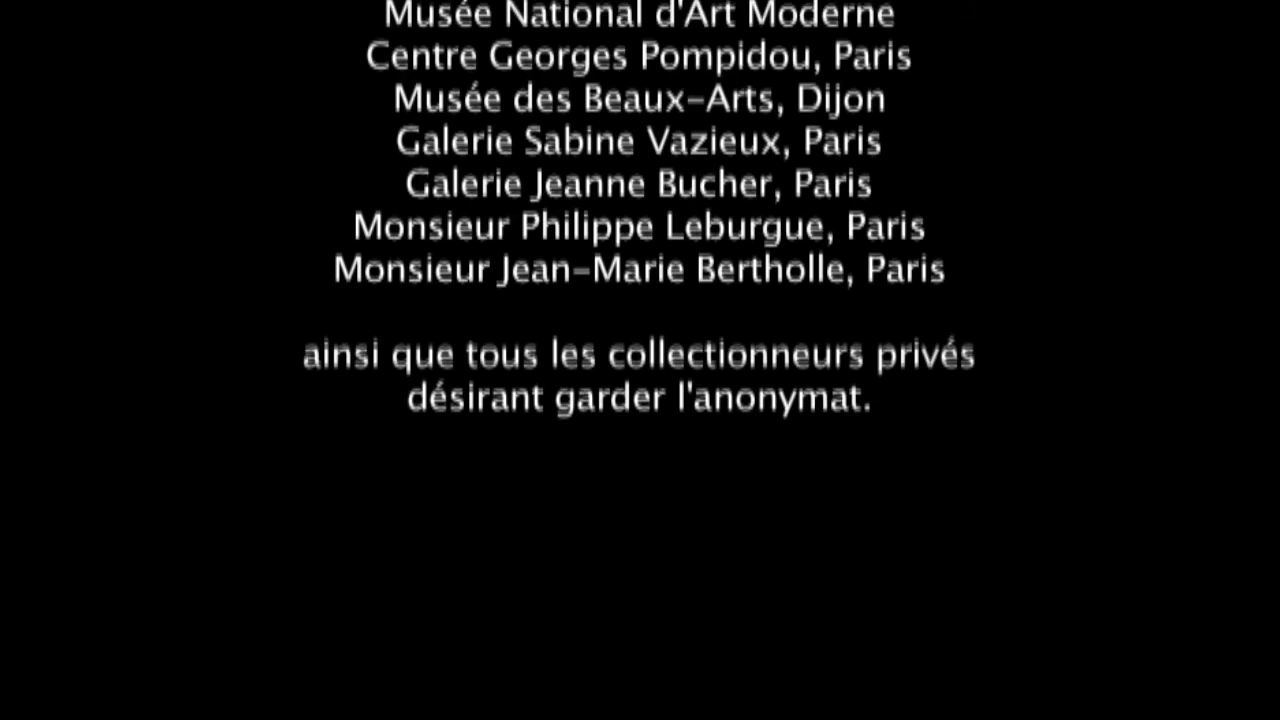 Musée National d'Art Moderne
Centre Georges Pompidou, Paris
Musée des Beaux-Arts, Dijon
Galerie Sabine Vazieux, Paris
Galerie Jeanne Bucher, Paris
Monsieur Philippe Leburgue, Paris
Monsieur Jean-Marie Bertholle, Paris
ainsi que tous les collectionneurs privés
désirant garder l'anonymat.